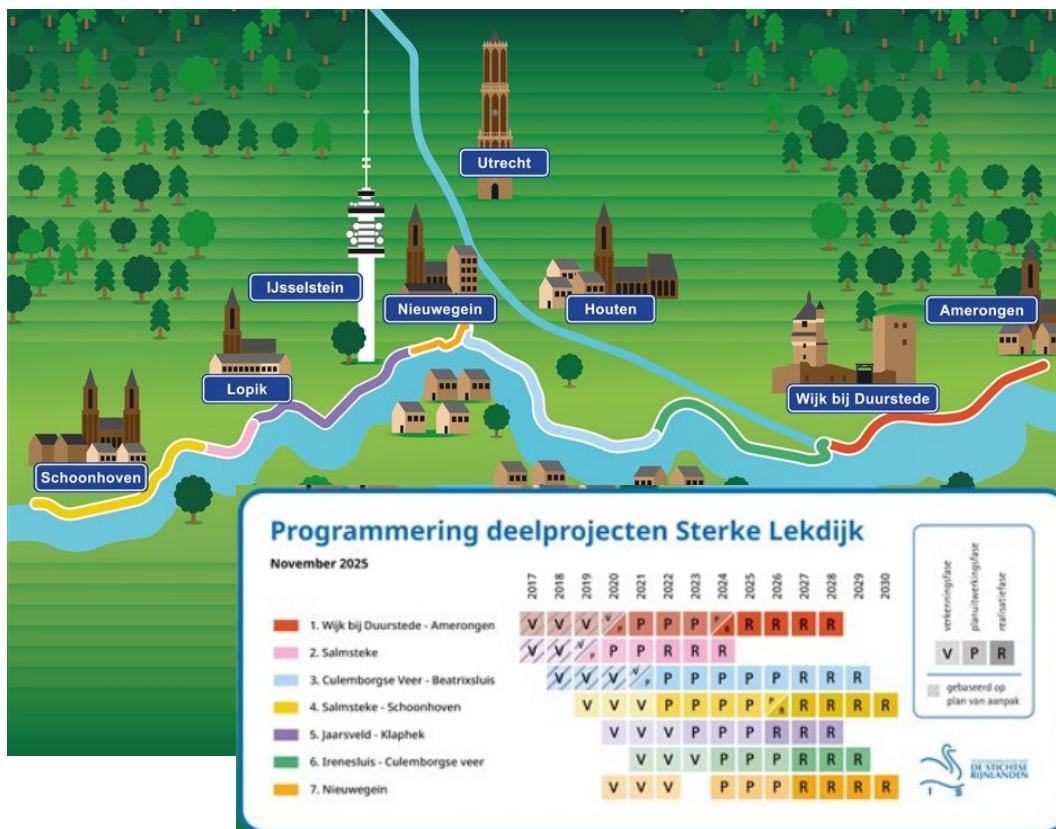 Utrecht
IJsselstein
Nieuwegein
Houten
Amerongen
Lopik
Wijk bij Duurstede
Schoonhoven
Programmering deelprojecten Sterke Lekdijk
November 2025
2017 2018 2019 2020 2021 2022 2023 2024 2025 2026 2027 2028 2029 2030
1. Wijk bij Duurstede - Amerongen V V V V/P P P P P/R R R R R
2. Salmsteke V V V/P P P R R R
3. Culemborgse Veer - Beatrixsluis V V V V/P P P P P P R R R
4. Salmsteke - Schoonhoven V V V P P P P P/R R R R R
5. Jaarsveld - Klaphek V V V P P P R R R
6. Irenesluis - Culemborgse veer V V V P P P R R R
7. Nieuwegein V V V P P P R R R R
verkenningsfase
planuitwerkingsfase
realisatiefase
V P R
gebaseerd op
plan van aanpak
DE STICHTSE
RIJNLANDEN